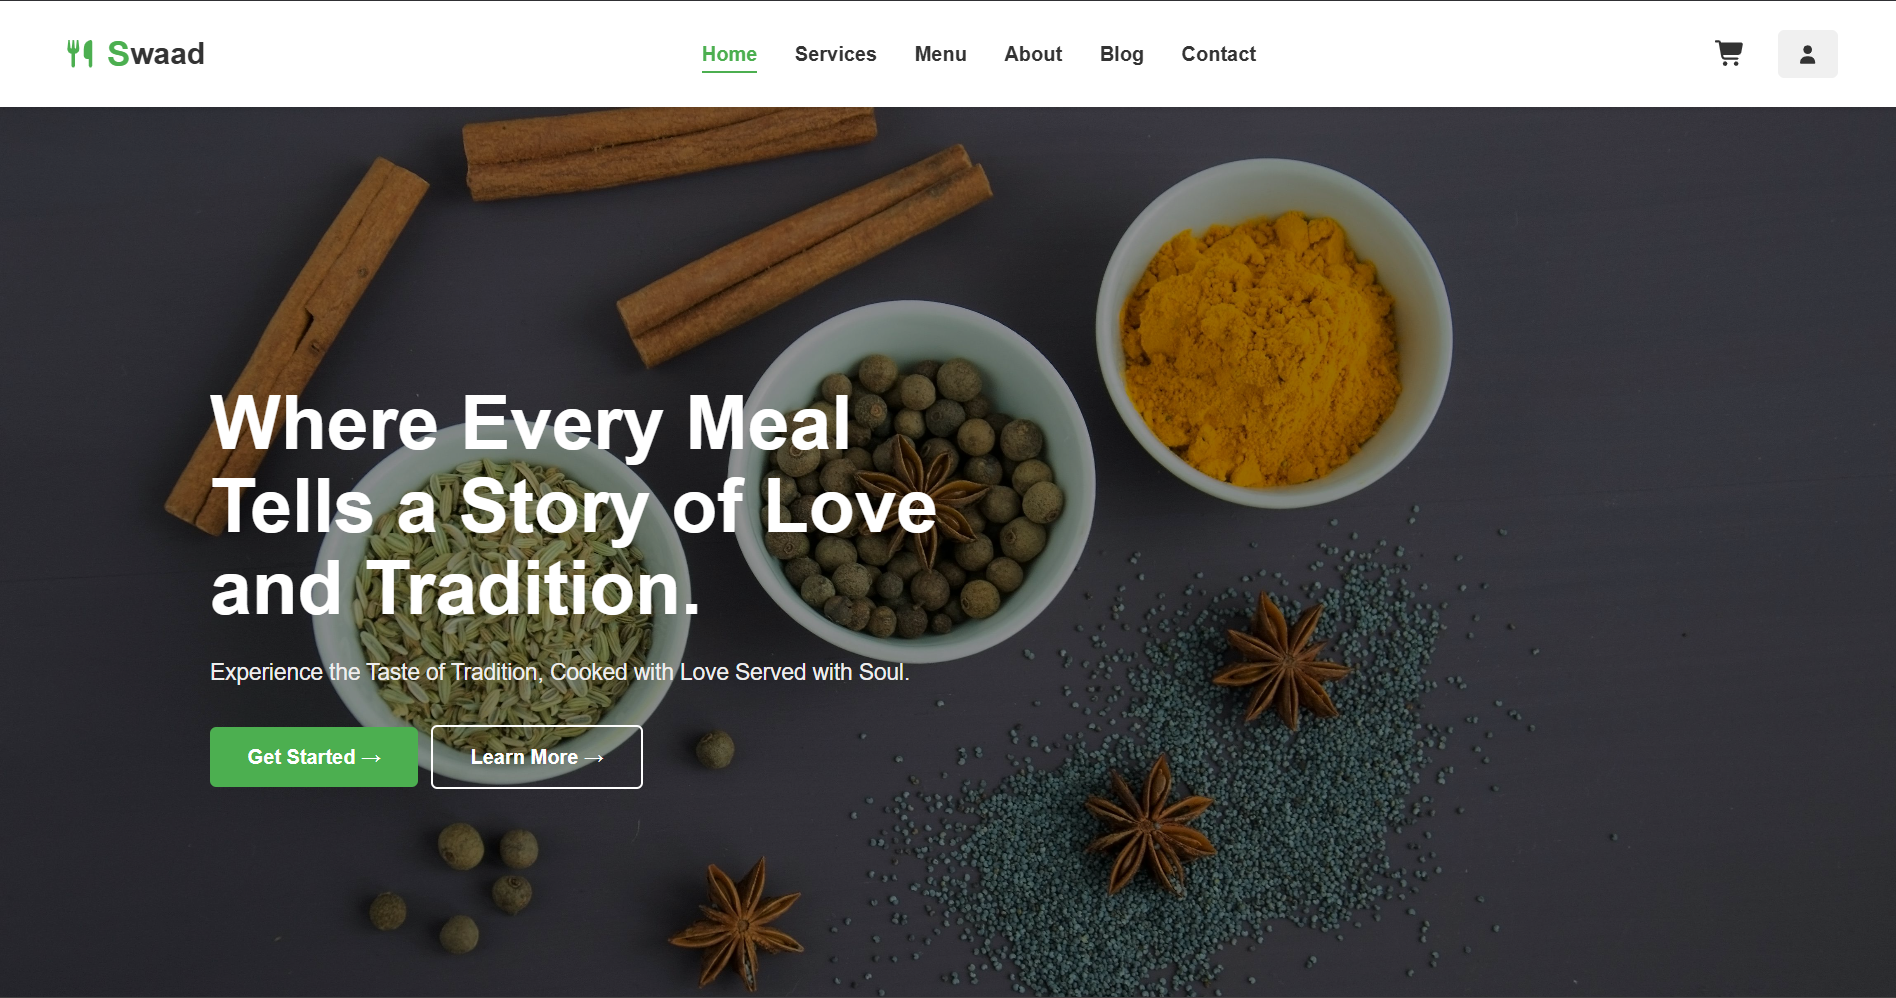 Swaad
Home
Services
Menu
About
Blog
Contact
Where Every Meal
Tells a Story of Love
and Tradition.
Experience the Taste of Tradition, Cooked with Love Served with Soul.
Get Started →
Learn More →